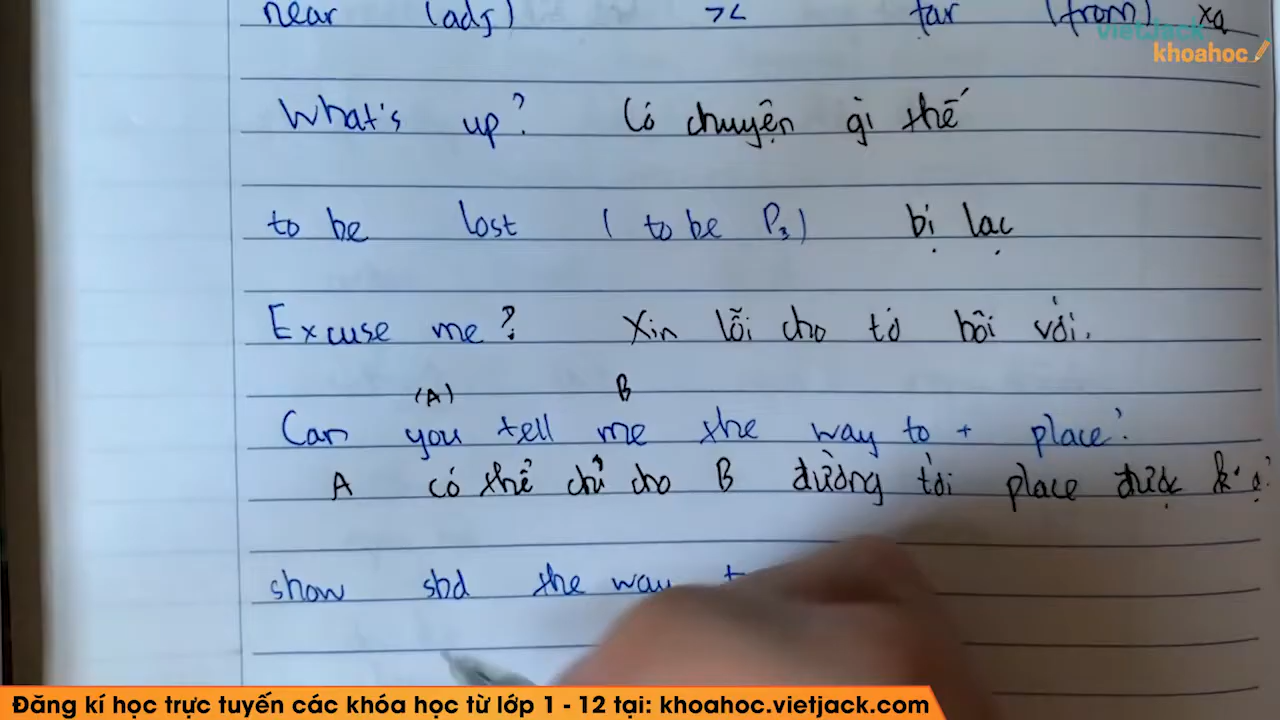 near (adj) >< far (from) xa
vietjack
khoahoc
What's up? Có chuyện gì thế
to be lost (to be P3) bị lạc
Excuse me? Xin lỗi cho tớ hỏi với.
(A) B
Can you tell me the way to + place?
A có thể chỉ cho B đường tới place được k° ạ?
show sbd the way
Đăng kí học trực tuyến các khóa học từ lớp 1 - 12 tại: khoahoc.vietjack.com